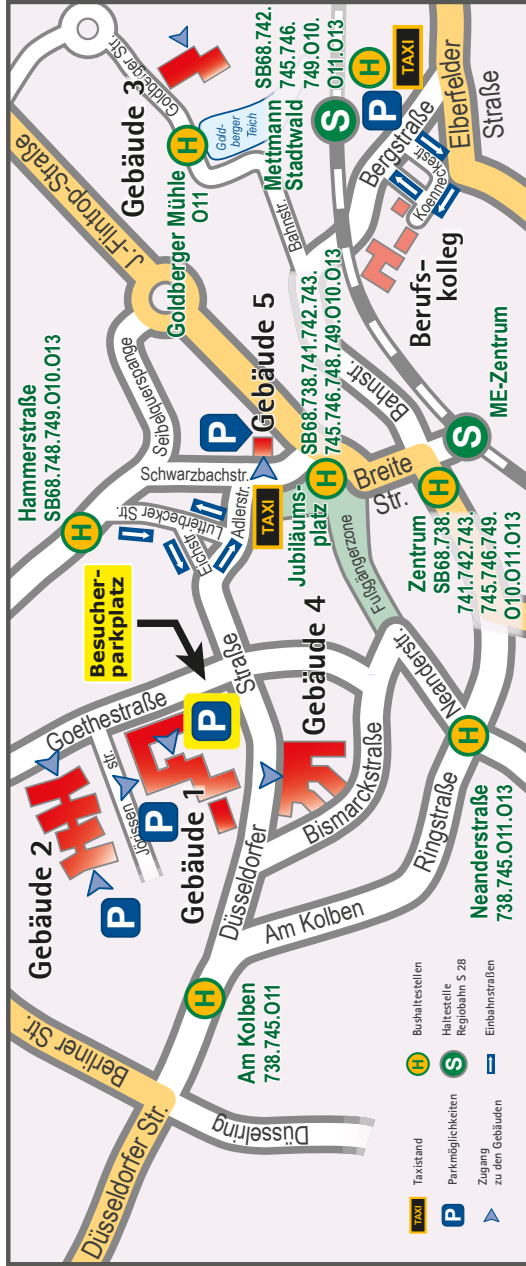 Düsseldorfer Str.
Berliner Str.
Düsselring
Am Kolben
738.745.O11
Gebäude 2
Goethestraße
Jörissen
str.
Gebäude 1
Besucher-
parkplatz
Düsseldorfer
Straße
Gebäude 4
Bismarckstraße
Am Kolben
Ringstraße
Neanderstr.
Neanderstraße
738.745.O11.O13
Hammerstraße
SB68.748.749.O10.O13
Seibelquerspange
Schwarzbachstr.
Lutterbecker Str.
Eichstr.
Adlerstr.
TAXI
Gebäude 5
Jubiläums-
platz
SB68.738.741.742.743.
745.746.748.749.O10.O13
Fußgängerzone
Breite
Str.
Zentrum
SB68.738.
741.742.743.
745.746.749.
O10.O11.O13
ME-Zentrum
J.-Flintrop-Straße
Goldberger Mühle
O11
Gebäude 3
Goldberger Str.
Gold-
berger
Teich
Mettmann
Stadtwald
SB68.742.
745.746.
749.O10.
O11.O13
TAXI
Bahnstr.
Bahnstr.
Bergstraße
Koenneckestr.
Elberfelder
Straße
Berufs-
kolleg
P
P
P
P
P
H
H
H
H
H
H
H
S
S
TAXI
Taxistand
P
Parkmöglichkeiten
Zugang
zu den Gebäuden
H
Bushaltestellen
S
Haltestelle
Regiobahn S 28
Einbahnstraßen